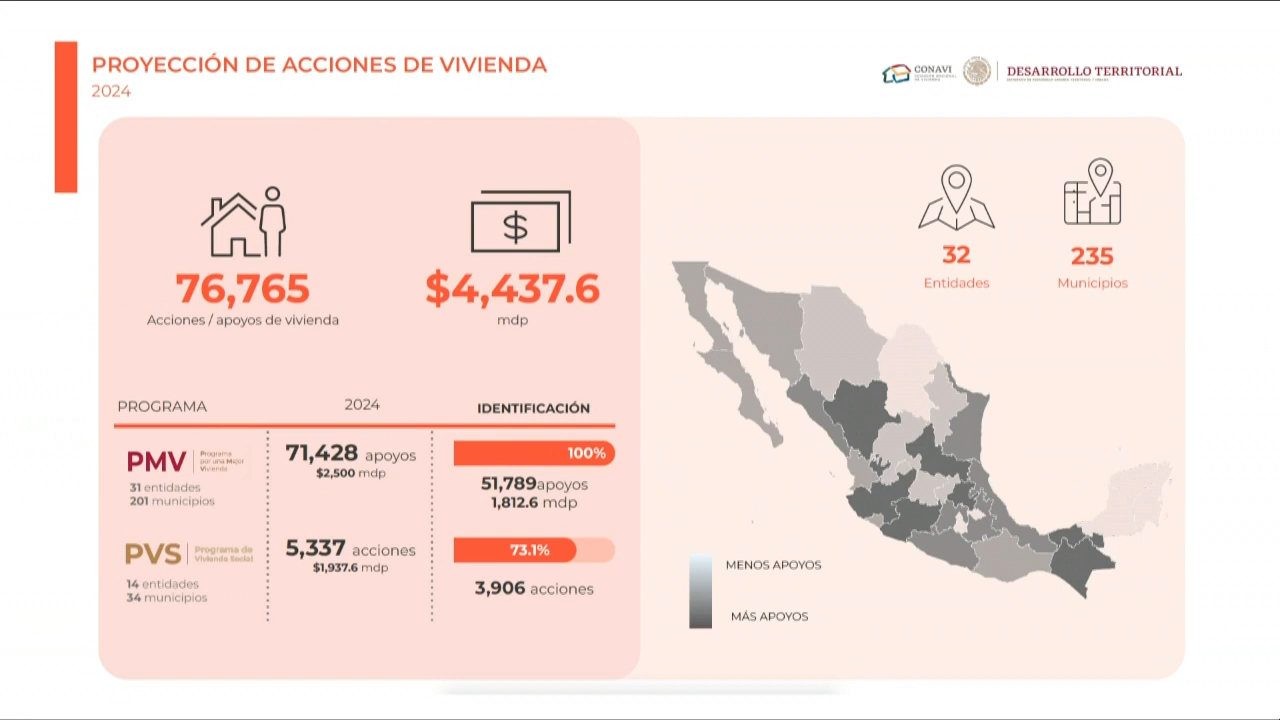 PROYECCIÓN DE ACCIONES DE VIVIENDA
2024
CONAVI
DESARROLLO TERRITORIAL
76,765
Acciones / apoyos de vivienda
$4,437.6
mdp
32
Entidades
235
Municipios
PROGRAMA
2024
IDENTIFICACIÓN
PMV
Programa
por una Mejor
Vivienda
31 entidades
201 municipios
71,428 apoyos
$2,500 mdp
100%
51,789apoyos
1,812.6 mdp
PVS
Programa de
Vivienda Social
14 entidades
34 municipios
5,337 acciones
$1,937.6 mdp
73.1%
3,906 acciones
MENOS APOYOS
MÁS APOYOS